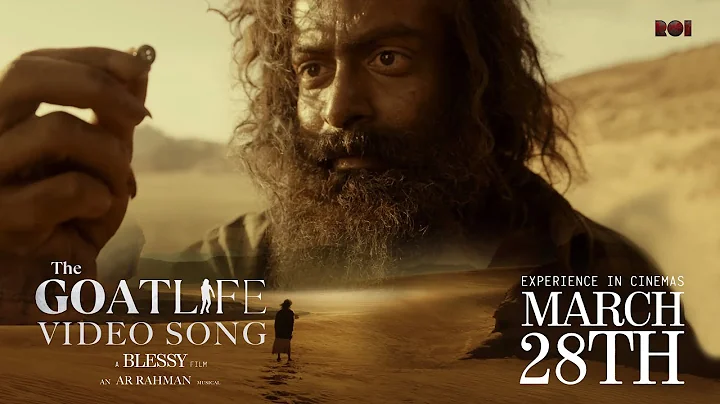 ROI
The
GOATLIFE
VIDEO SONG
A BLESSY FILM
AN AR RAHMAN MUSICAL
EXPERIENCE IN CINEMAS
MARCH
28TH